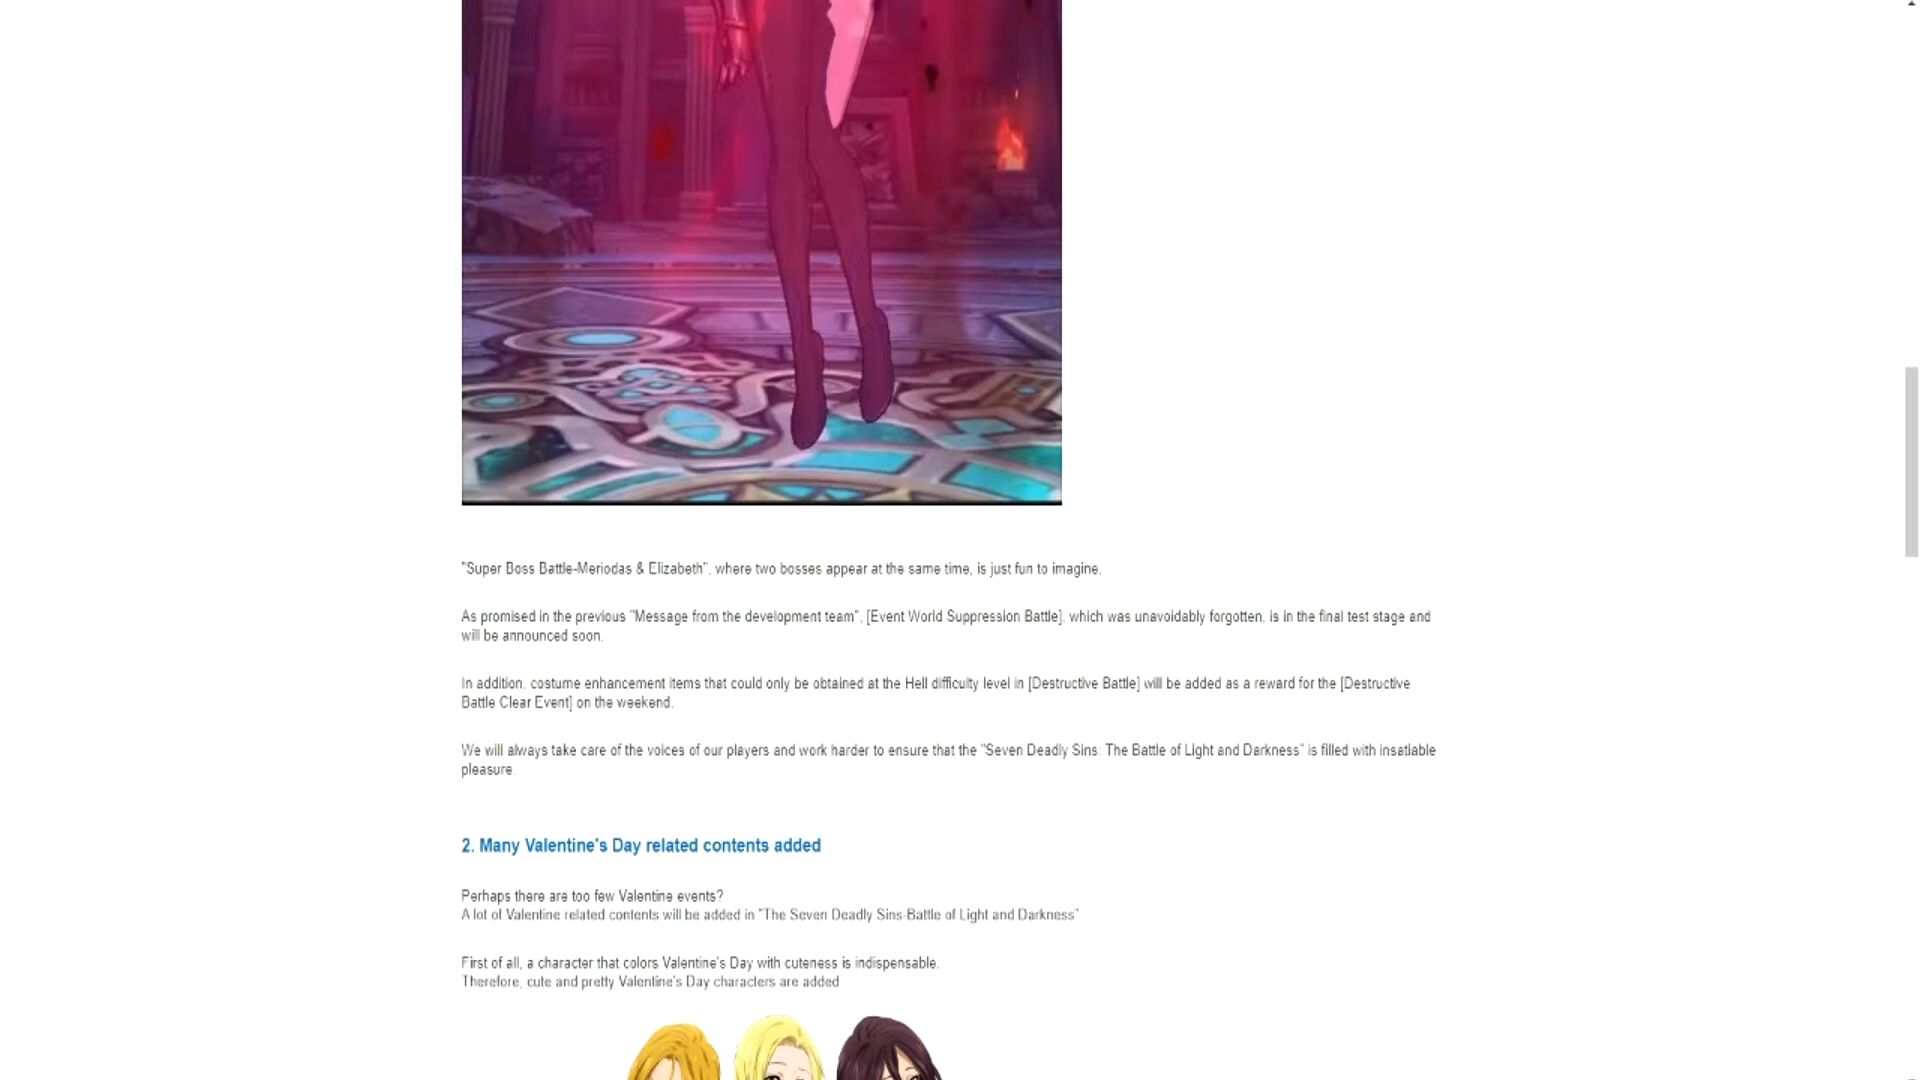 "Super Boss Battle-Meriodas & Elizabeth", where two bosses appear at the same time, is just fun to imagine.
As promised in the previous "Message from the development team", [Event World Suppression Battle], which was unavoidably forgotten, is in the final test stage and
will be announced soon.
In addition, costume enhancement items that could only be obtained at the Hell difficulty level in [Destructive Battle] will be added as a reward for the [Destructive
Battle Clear Event] on the weekend.
We will always take care of the voices of our players and work harder to ensure that the "Seven Deadly Sins: The Battle of Light and Darkness" is filled with insatiable
pleasure.
2. Many Valentine's Day related contents added
Perhaps there are too few Valentine events?
A lot of Valentine related contents will be added in "The Seven Deadly Sins-Battle of Light and Darkness"
First of all, a character that colors Valentine's Day with cuteness is indispensable.
Therefore, cute and pretty Valentine's Day characters are added